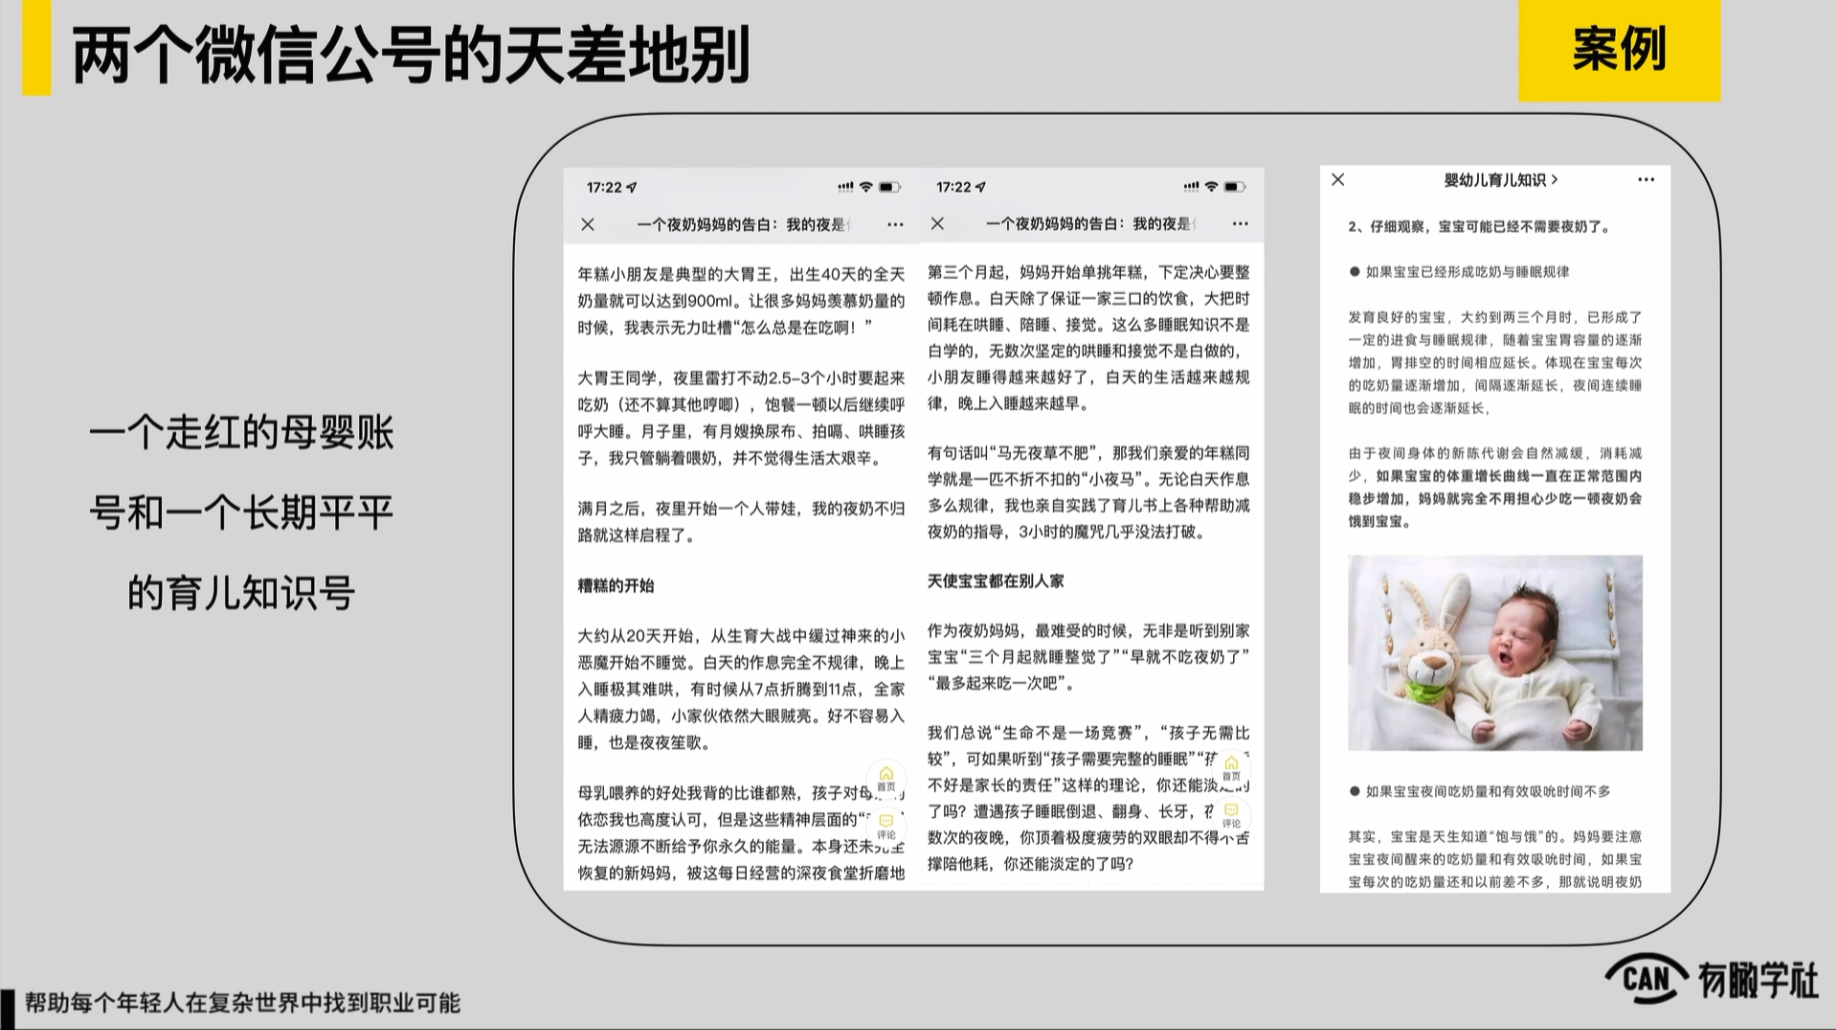 两个微信公号的天差地别
案例
一个走红的母婴账
号和一个长期平平
的育儿知识号
17:22
一个夜奶妈妈的告白：我的夜是
年糕小朋友是典型的大胃王，出生40天的全天
奶量就可以达到900ml。让很多妈妈羡慕奶量的
时候，我表示无力吐槽“怎么总是在吃啊！”
大胃王同学，夜里雷打不动2.5-3个小时要起来
吃奶（还不算其他哼唧），饱餐一顿以后继续呼
呼大睡。月子里，有月嫂换尿布、拍嗝、哄睡孩
子，我只管躺着喂奶，并不觉得生活太艰辛。
满月之后，夜里开始一个人带娃，我的夜奶不归
路就这样启程了。
糟糕的开始
大约从20天开始，从生育大战中缓过神来的小
恶魔开始不睡觉。白天的作息完全不规律，晚上
入睡极其难哄，有时候从7点折腾到11点，全家
人精疲力竭，小家伙依然大眼贼亮。好不容易入
睡，也是夜夜笙歌。
母乳喂养的好处我背的比谁都熟，孩子对母
依恋我也高度认可，但是这些精神层面的“
无法源源不断给予你永久的能量。本身还未完全
恢复的新妈妈，被这每日经营的深夜食堂折磨地
首页
评论
17:22
一个夜奶妈妈的告白：我的夜是
第三个月起，妈妈开始单挑年糕，下定决心要整
顿作息。白天除了保证一家三口的饮食，大把时
间耗在哄睡、陪睡、接觉。这么多睡眠知识不是
白学的，无数次坚定的哄睡和接觉不是白做的，
小朋友睡得越来越好了，白天的生活越来越规
律，晚上入睡越来越早。
有句话叫“马无夜草不肥”，那我们亲爱的年糕同
学就是一匹不折不扣的“小夜马”。无论白天作息
多么规律，我也亲自实践了育儿书上各种帮助减
夜奶的指导，3小时的魔咒几乎没法打破。
天使宝宝都在别人家
作为夜奶妈妈，最难受的时候，无非是听到别家
宝宝“三个月起就睡整觉了”“早就不吃夜奶了”
“最多起来吃一次吧”。
我们总说“生命不是一场竞赛”，“孩子无需比
较”，可如果听到“孩子需要完整的睡眠”“孩
不好是家长的责任”这样的理论，你还能淡定的
了吗？遭遇孩子睡眠倒退、翻身、长牙，夜
数次的夜晚，你顶着极度疲劳的双眼却不得不苦
撑陪他耗，你还能淡定的了吗？
首页
评论
婴幼儿育儿知识
2、仔细观察，宝宝可能已经不需要夜奶了。
● 如果宝宝已经形成吃奶与睡眠规律
发育良好的宝宝，大约到两三个月时，已形成了
一定的进食与睡眠规律，随着宝宝胃容量的逐渐
增加，胃排空的时间相应延长。体现在宝宝每次
的吃奶量逐渐增加，间隔逐渐延长，夜间连续睡
眠的时间也会逐渐延长，
由于夜间身体的新陈代谢会自然减缓，消耗减
少，如果宝宝的体重增长曲线一直在正常范围内
稳步增加，妈妈就完全不用担心少吃一顿夜奶会
饿到宝宝。
● 如果宝宝夜间吃奶量和有效吸吮时间不多
其实，宝宝是天生知道“饱与饿”的。妈妈要注意
宝宝夜间醒来的吃奶量和有效吸吮时间，如果宝
宝每次的吃奶量还和以前差不多，那就说明夜奶
帮助每个年轻人在复杂世界中找到职业可能
CAN 有瞰学社